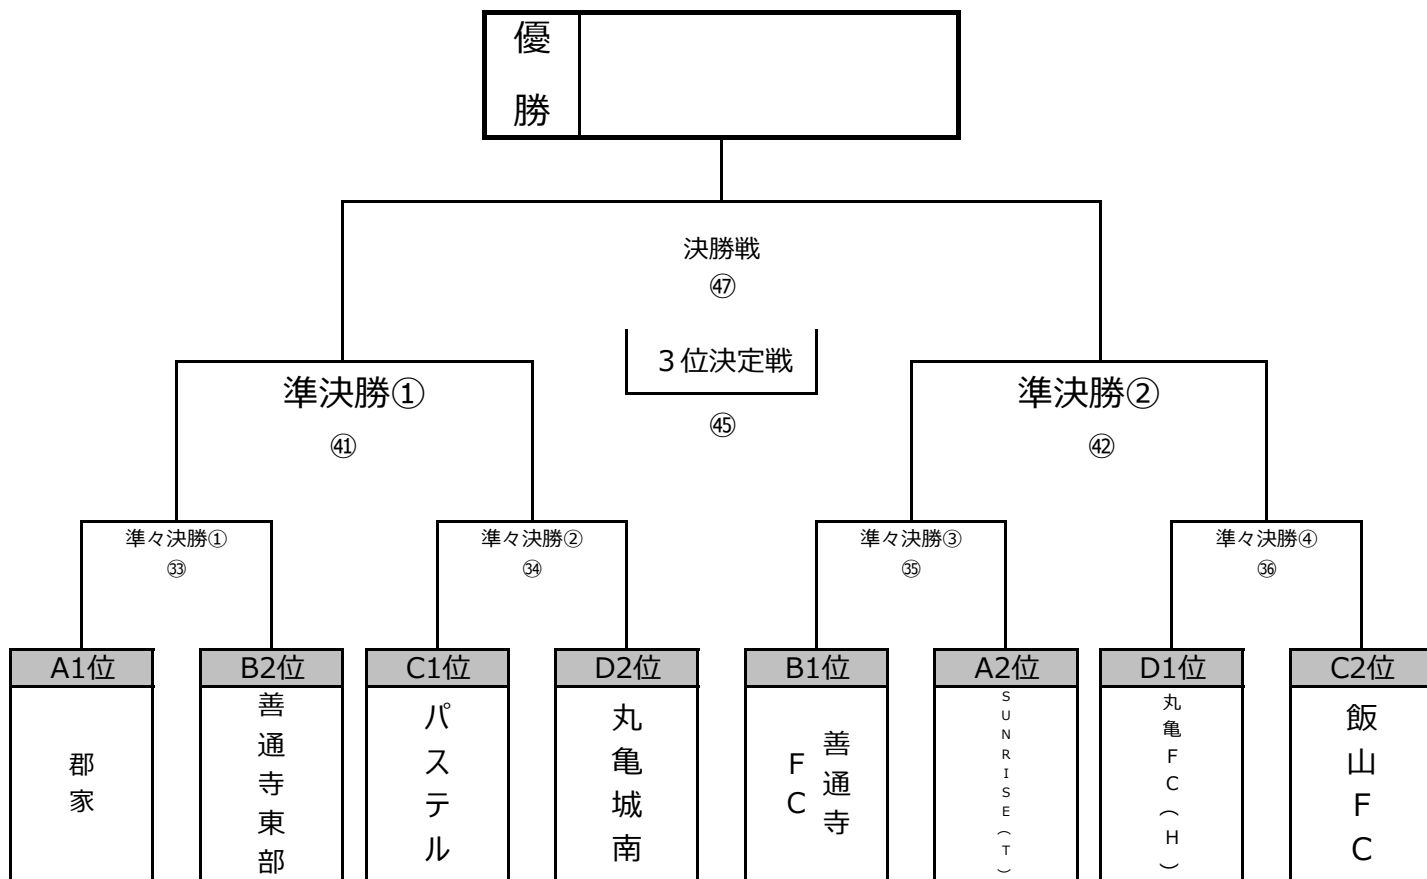 優勝
決勝戦
㊼
３位決定戦
㊺
準決勝①
㊶
準決勝②
㊷
準々決勝①
㉝
準々決勝②
㉞
準々決勝③
㉟
準々決勝④
㊱
A1位
B2位
C1位
D2位
B1位
A2位
D1位
C2位
郡家
善通寺東部
パステル
丸亀城南
善通寺
ＦＣ
SUNRISE(T)
丸亀ＦＣ(Ｈ)
飯山ＦＣ